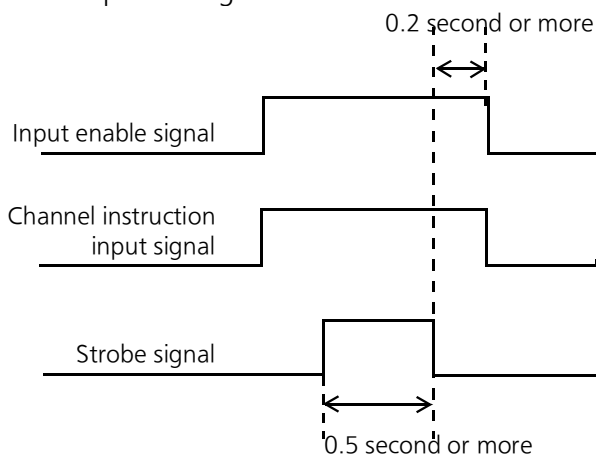 0.2 second or more
Input enable signal
Channel instruction
input signal
Strobe signal
0.5 second or more